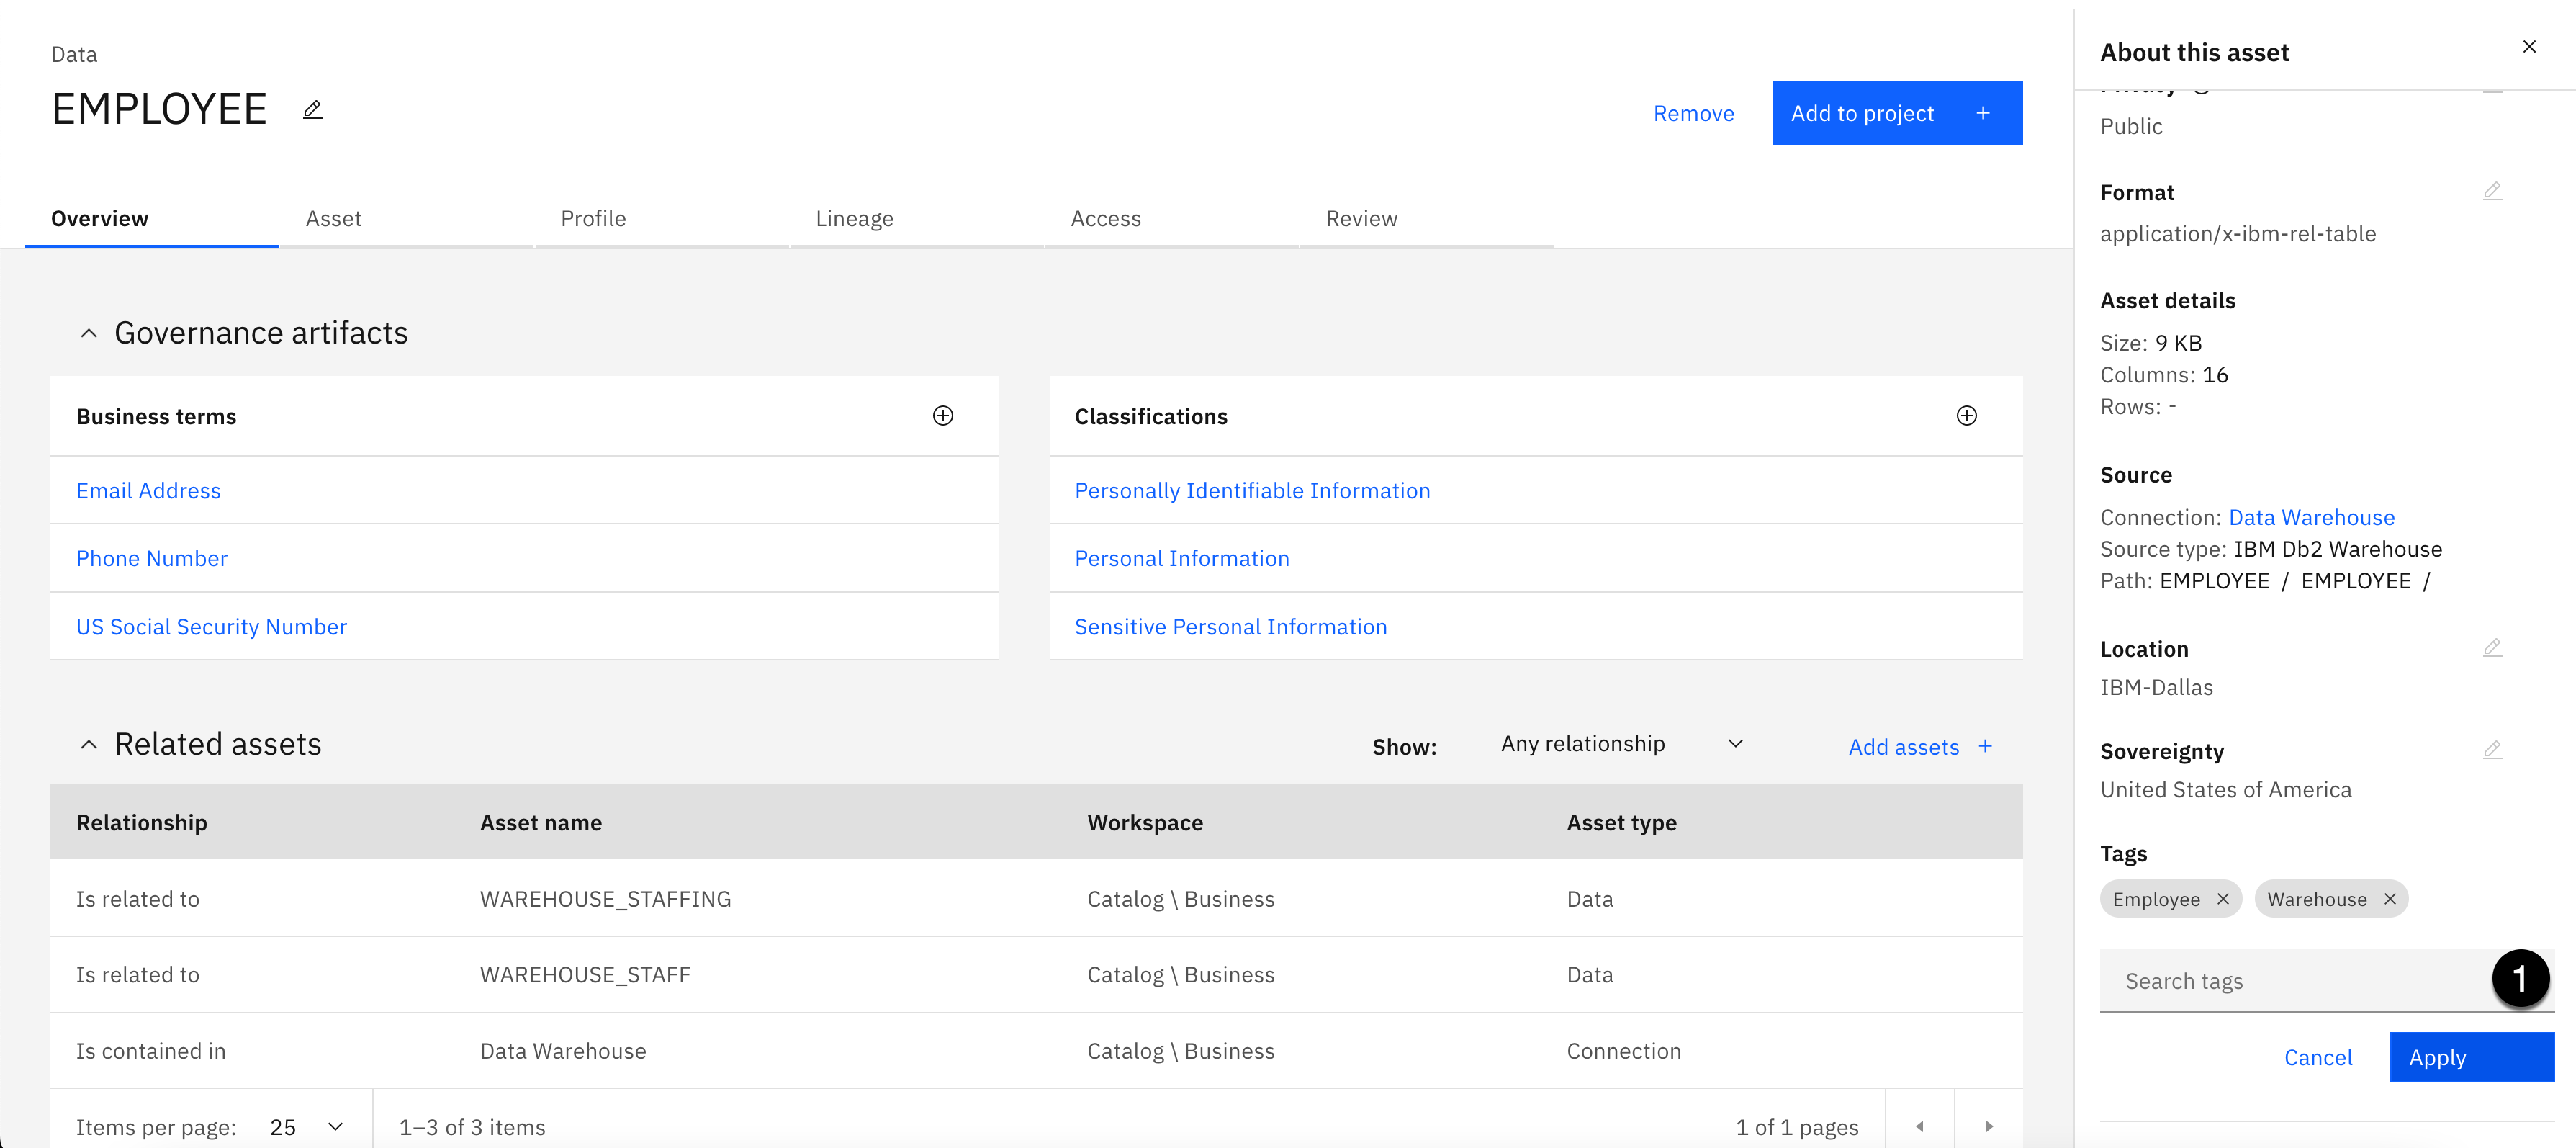 Data
EMPLOYEE
Remove
Add to project +
Overview
Asset
Profile
Lineage
Access
Review
Governance artifacts
Business terms
Email Address
Phone Number
US Social Security Number
Classifications
Personally Identifiable Information
Personal Information
Sensitive Personal Information
Related assets
Show:
Any relationship
Add assets +
Relationship Asset name Workspace Asset type
Is related to WAREHOUSE_STAFFING Catalog \ Business Data
Is related to WAREHOUSE_STAFF Catalog \ Business Data
Is contained in Data Warehouse Catalog \ Business Connection
Items per page: 25
1–3 of 3 items
1 of 1 pages
About this asset
Privacy
Public
Format
application/x-ibm-rel-table
Asset details
Size: 9 KB
Columns: 16
Rows: -
Source
Connection: Data Warehouse
Source type: IBM Db2 Warehouse
Path: EMPLOYEE / EMPLOYEE /
Location
IBM-Dallas
Sovereignty
United States of America
Tags
Employee
Warehouse
Search tags
1
Cancel
Apply